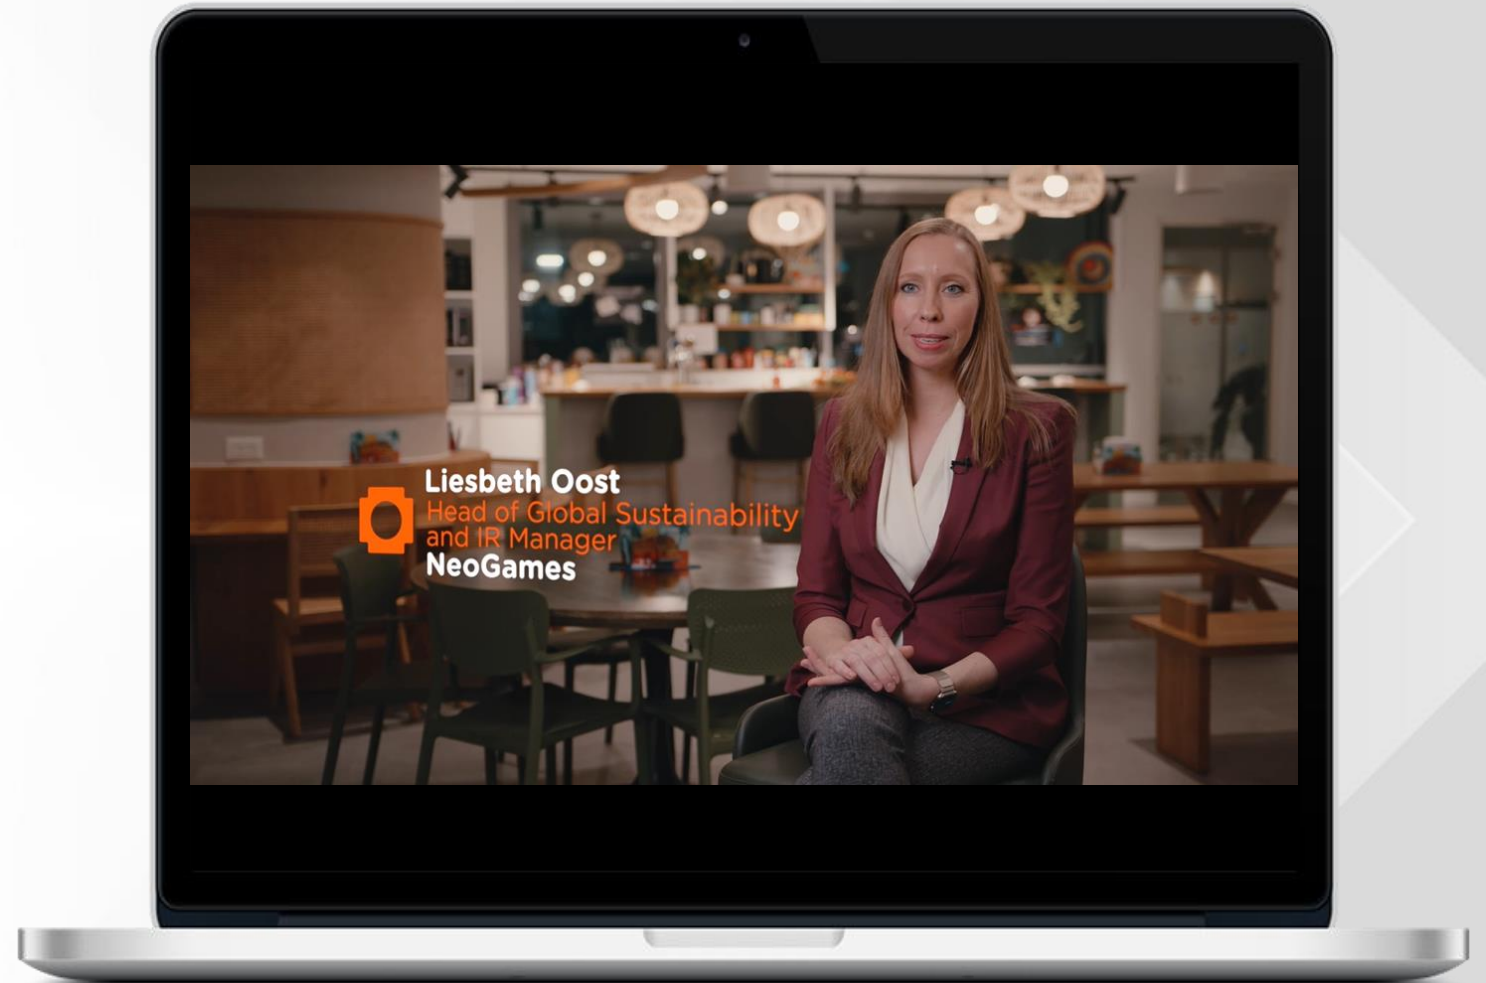 Liesbeth Oost
Head of Global Sustainability
and IR Manager
NeoGames